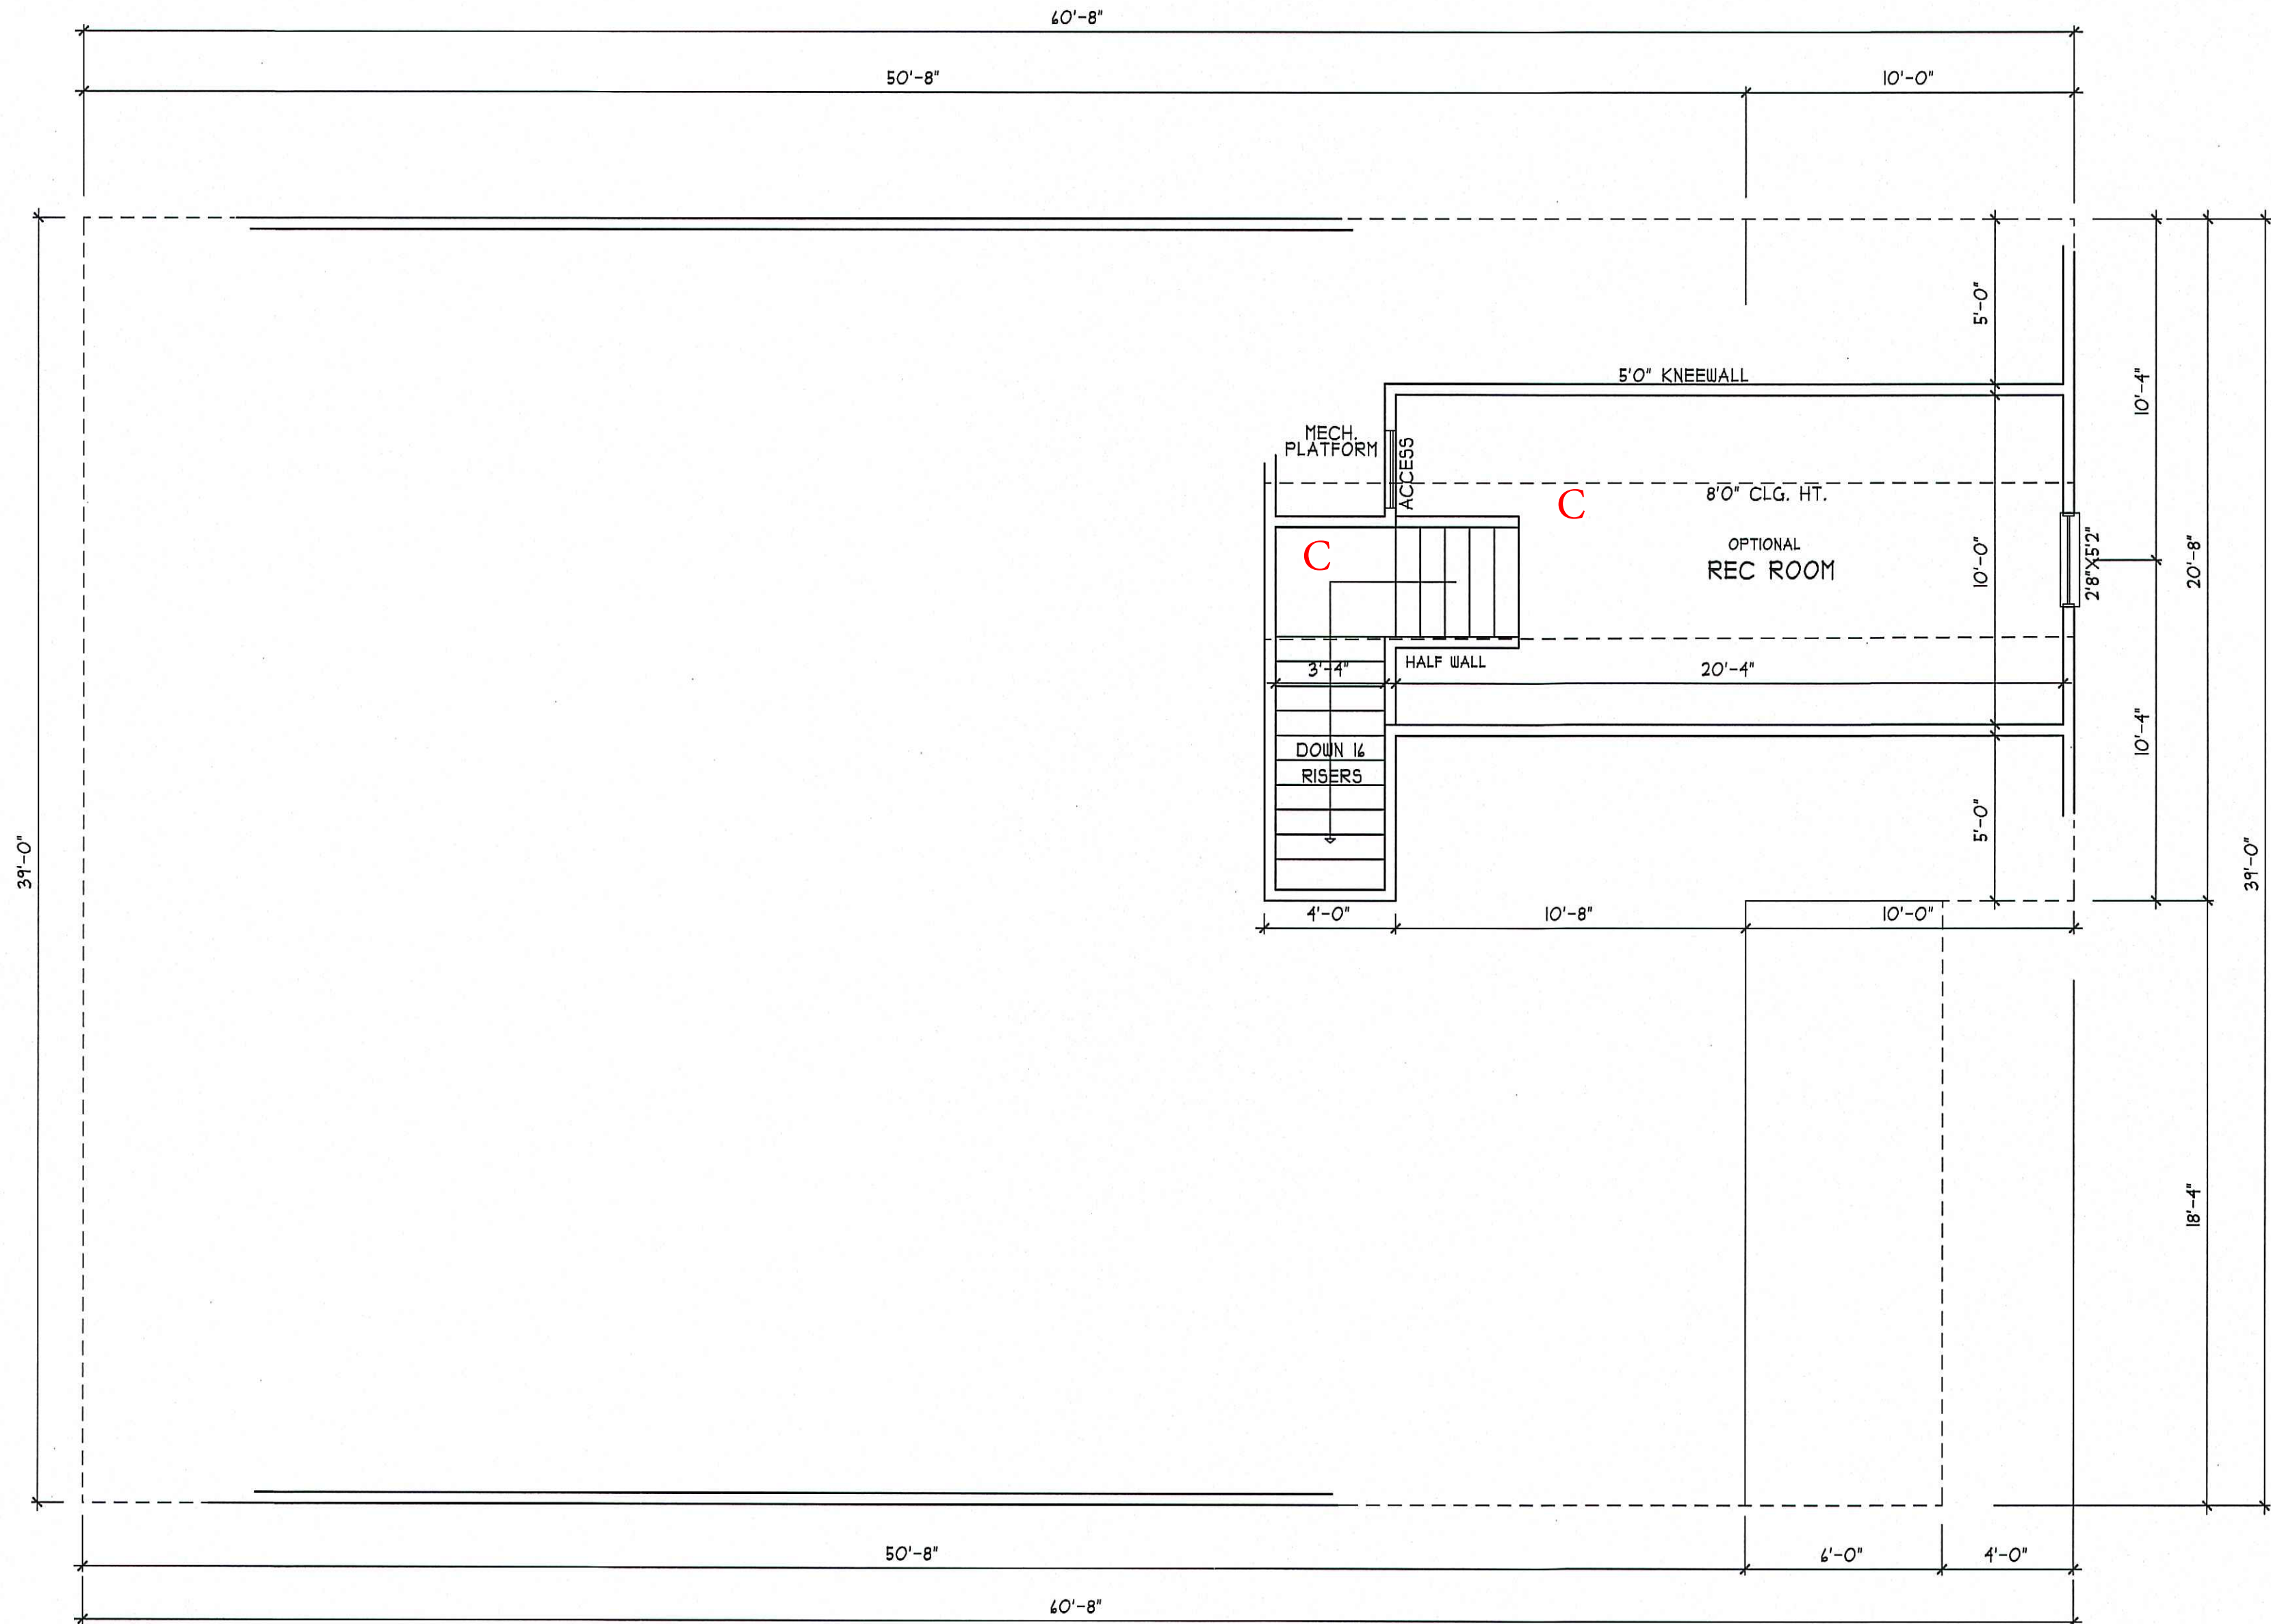 60'-8"
50'-8"
10'-0"
5'-0"
5'0" KNEEWALL
10'-4"
MECH.
PLATFORM
ACCESS
8'0" CLG. HT.
C
C
OPTIONAL
REC ROOM
10'-0"
2'8"X5'2"
20'-8"
3'-4"
HALF WALL
20'-4"
10'-4"
DOWN 16
RISERS
5'-0"
39'-0"
39'-0"
4'-0"
10'-8"
10'-0"
18'-4"
50'-8"
6'-0"
4'-0"
60'-8"